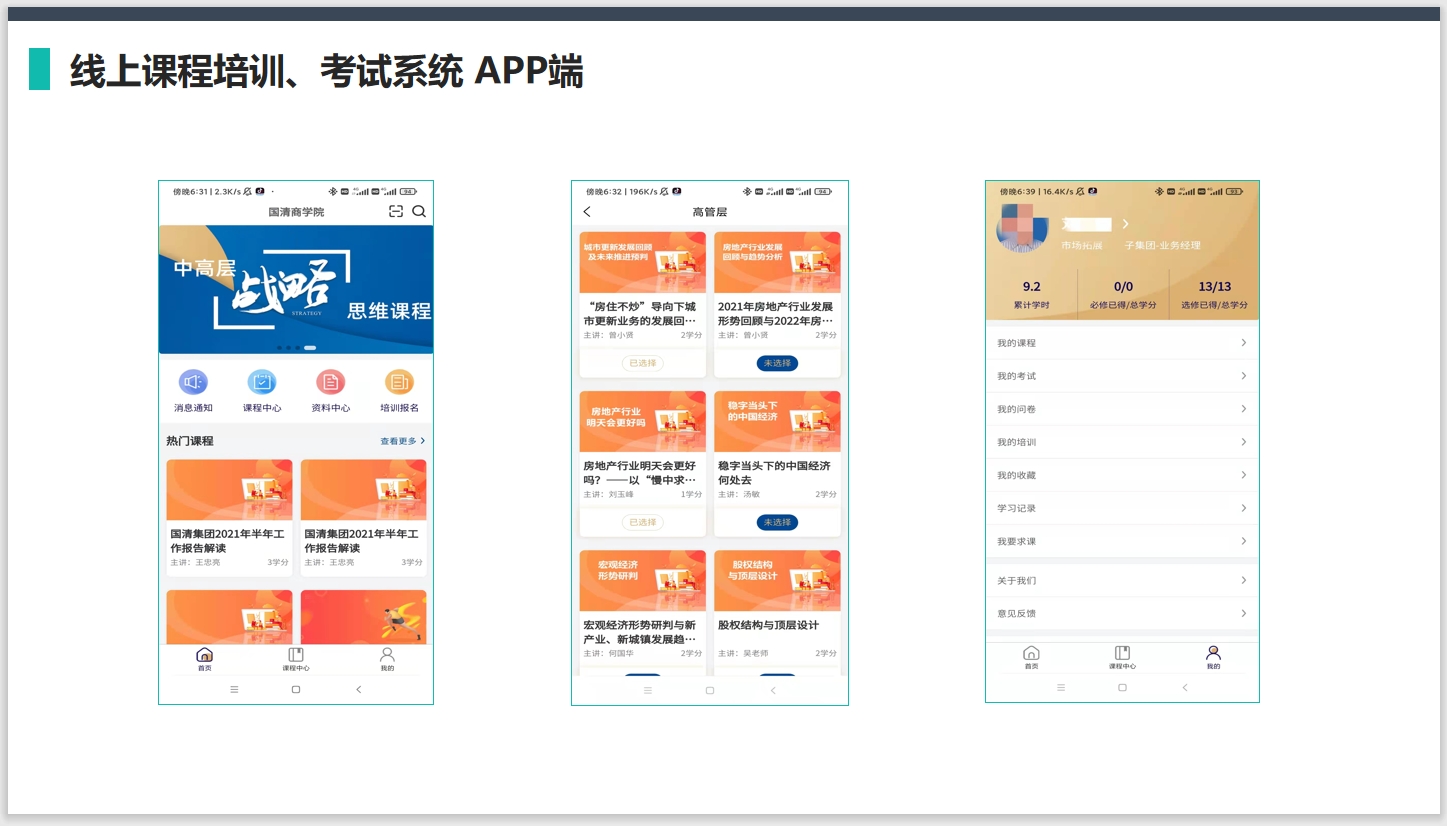 线上课程培训、考试系统 APP端
傍晚6:31 | 2.3K/s
国清商学院
中高层
战略
STRATEGY
思维课程
消息通知 课程中心 资料中心 培训报名
热门课程 查看更多
国清集团2021年半年工作报告解读
主讲：王忠亮 3学分
国清集团2021年半年工作报告解读
主讲：王忠亮 3学分
首页 课程中心 我的
傍晚6:32 | 196K/s
高管层
城市更新发展回顾
及未来推进预判
“房住不炒”导向下城
市更新业务的发展回…
主讲：曾小贤 2学分
已选择
房地产行业发展
回顾与趋势分析
2021年房地产行业发展
形势回顾与2022年房…
主讲：曾小贤 2学分
未选择
房地产行业
明天会更好吗
房地产行业明天会更好
吗？——以“慢中求…
主讲：刘玉峰 1学分
已选择
稳字当头下
的中国经济
稳字当头下的中国经济
何处去
主讲：汤敏 2学分
未选择
宏观经济
形势研判
宏观经济形势研判与新
产业、新城镇发展趋…
主讲：何国华 2学分
股权结构
与顶层设计
股权结构与顶层设计
主讲：吴老师 2学分
傍晚6:39 | 16.4K/s
市场拓展 子集团-业务经理
9.2 0/0 13/13
累计学时 必修已得/总学分 选修已得/总学分
我的课程
我的考试
我的问卷
我的培训
我的收藏
学习记录
我要求课
关于我们
意见反馈
首页 课程中心 我的